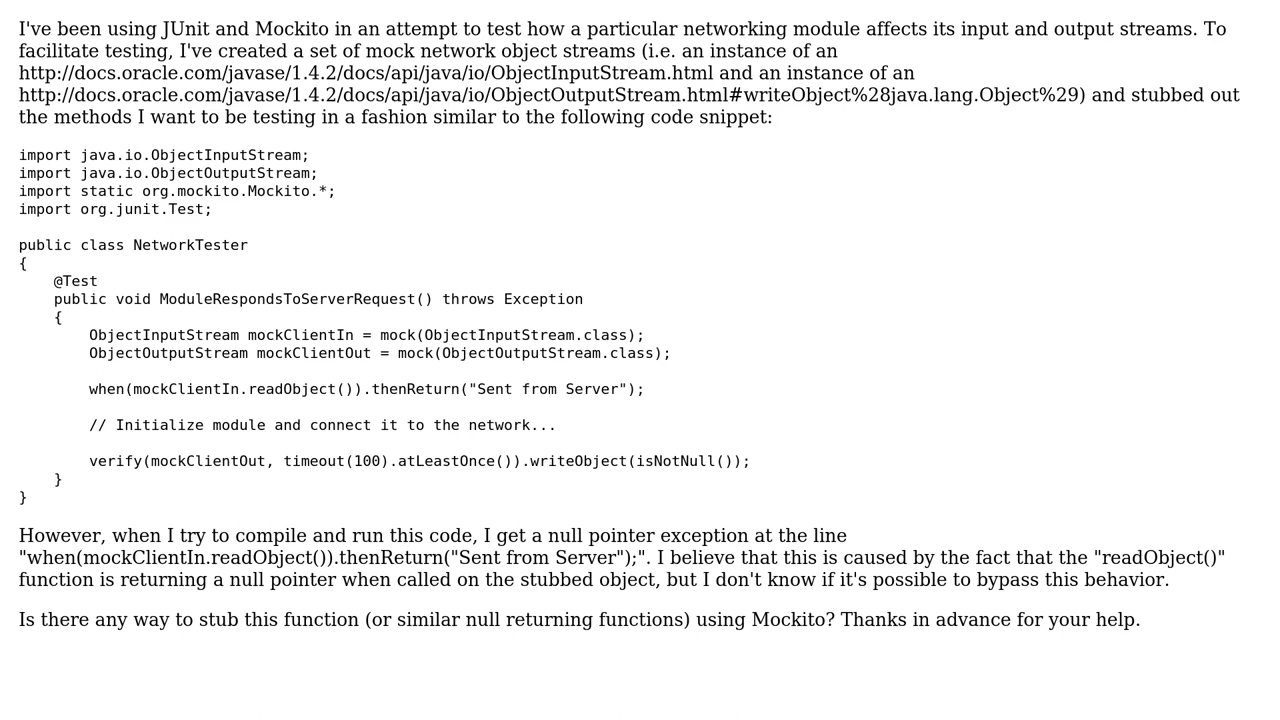 I've been using JUnit and Mockito in an attempt to test how a particular networking module affects its input and output streams. To
facilitate testing, I've created a set of mock network object streams (i.e. an instance of an
http://docs.oracle.com/javase/1.4.2/docs/api/java/io/ObjectInputStream.html and an instance of an
http://docs.oracle.com/javase/1.4.2/docs/api/java/io/ObjectOutputStream.html#writeObject%28java.lang.Object%29) and stubbed out
the methods I want to be testing in a fashion similar to the following code snippet:
import java.io.ObjectInputStream;
import java.io.ObjectOutputStream;
import static org.mockito.Mockito.*;
import org.junit.Test;
public class NetworkTester
{
    @Test
    public void ModuleRespondsToServerRequest() throws Exception
    {
        ObjectInputStream mockClientIn = mock(ObjectInputStream.class);
        ObjectOutputStream mockClientOut = mock(ObjectOutputStream.class);
        when(mockClientIn.readObject()).thenReturn("Sent from Server");
        // Initialize module and connect it to the network...
        verify(mockClientOut, timeout(100).atLeastOnce()).writeObject(isNotNull());
    }
}
However, when I try to compile and run this code, I get a null pointer exception at the line
"when(mockClientIn.readObject()).thenReturn("Sent from Server");". I believe that this is caused by the fact that the "readObject()"
function is returning a null pointer when called on the stubbed object, but I don't know if it's possible to bypass this behavior.
Is there any way to stub this function (or similar null returning functions) using Mockito? Thanks in advance for your help.